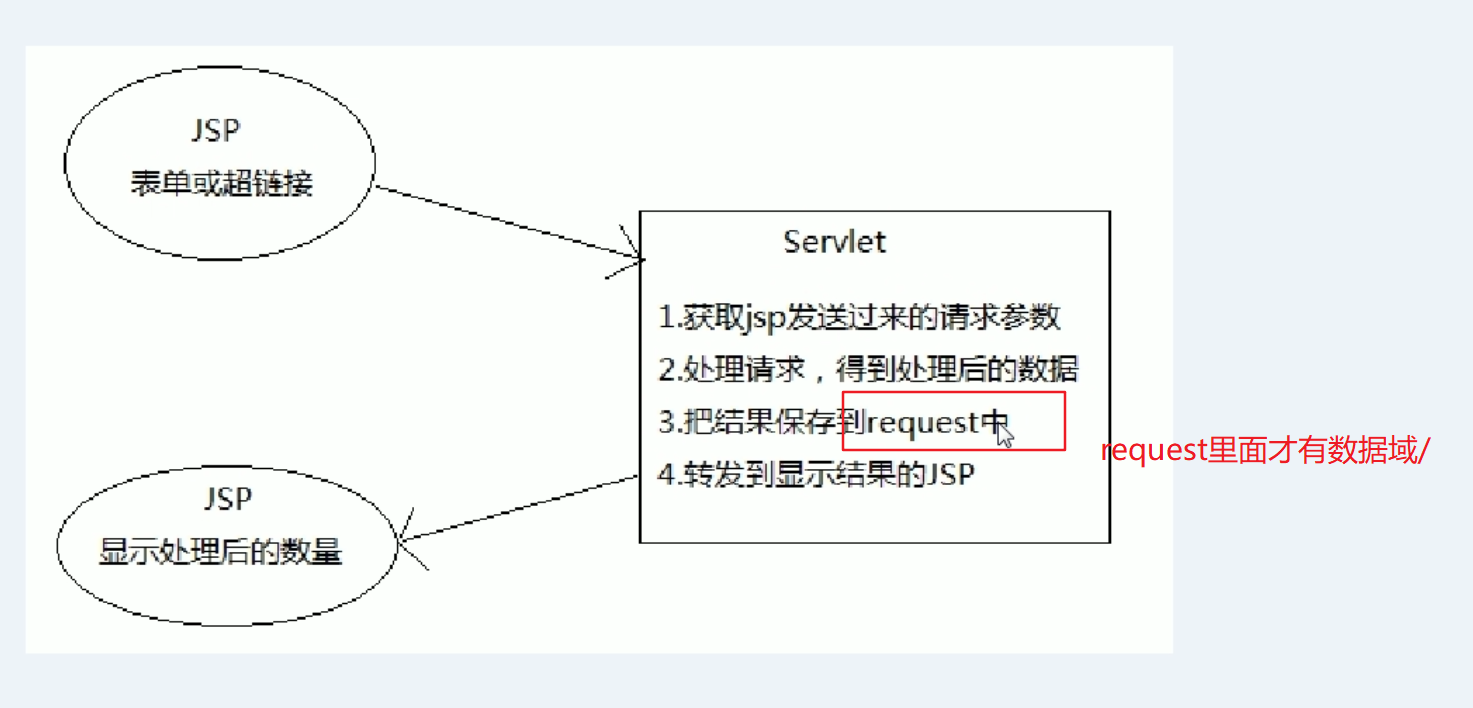 JSP
表单或超链接
Servlet
1.获取jsp发送过来的请求参数
2.处理请求，得到处理后的数据
3.把结果保存到request中
request里面才有数据域/
4.转发到显示结果的JSP
JSP
显示处理后的数量